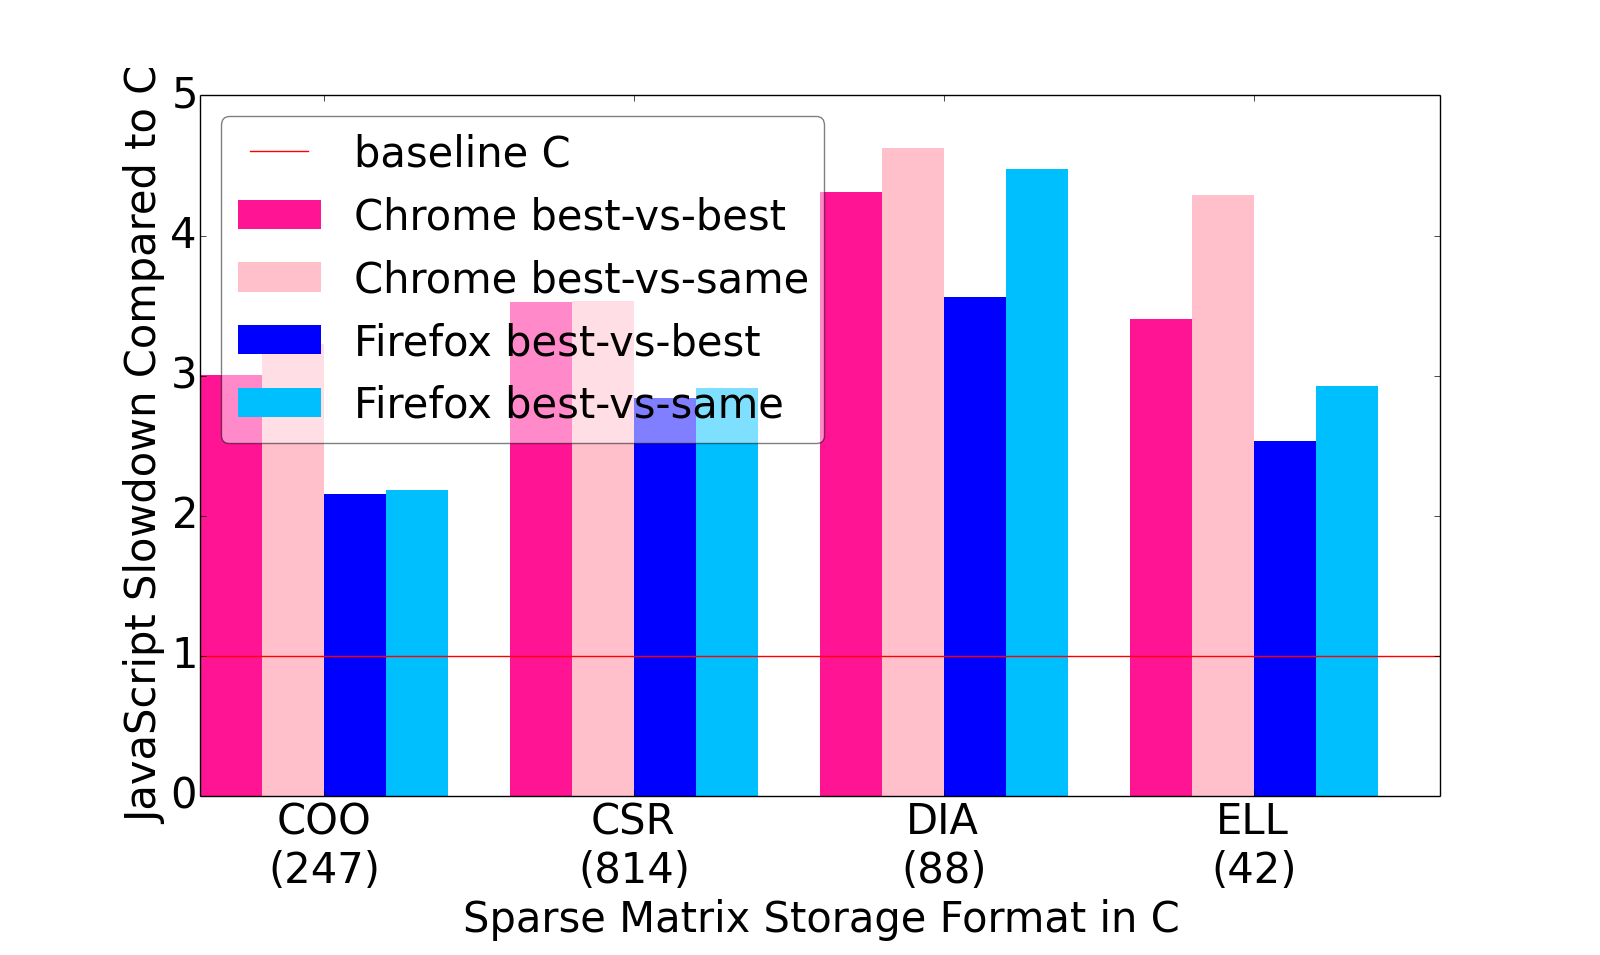 JavaScript Slowdown Compared to C
5
4
3
2
1
0
baseline C
Chrome best-vs-best
Chrome best-vs-same
Firefox best-vs-best
Firefox best-vs-same
COO CSR DIA ELL
(247) (814) (88) (42)
Sparse Matrix Storage Format in C